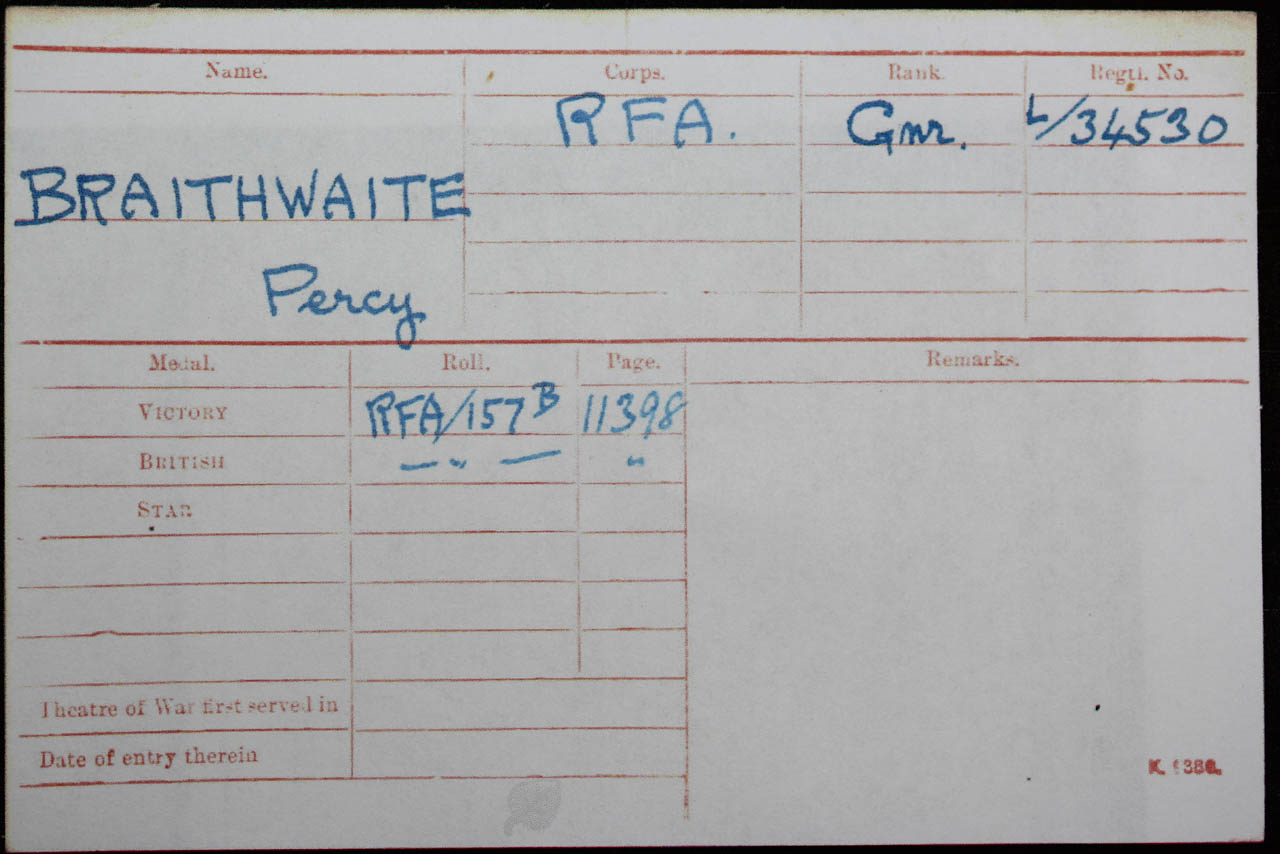 Name. Corps. Rank. Regtl. No.
RFA. Gnr. L/34530
BRAITHWAITE
Percy
Medal. Roll. Page. Remarks.
VICTORY RFA/157B 11398
BRITISH — " — "
STAR
Theatre of War first served in
Date of entry therein
K.